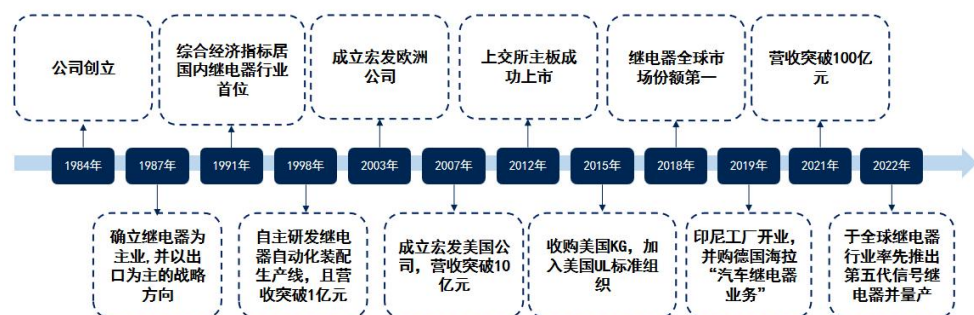 公司创立
综合经济指标居
国内继电器行业
首位
成立宏发欧洲
公司
上交所主板成
功上市
继电器全球市
场份额第一
营收突破100亿
元
1984年
1987年
1991年
1998年
2003年
2007年
2012年
2015年
2018年
2019年
2021年
2022年
确立继电器为
主业,并以出
口为主的战略
方向
自主研发继电
器自动化装配
生产线，且营
收突破1亿元
成立宏发美国公
司，营收突破10
亿元
收购美国KG，加
入美国UL标准组
织
印尼工厂开业，
并购德国海拉
“汽车继电器
业务”
于全球继电器
行业率先推出
第五代信号继
电器并量产